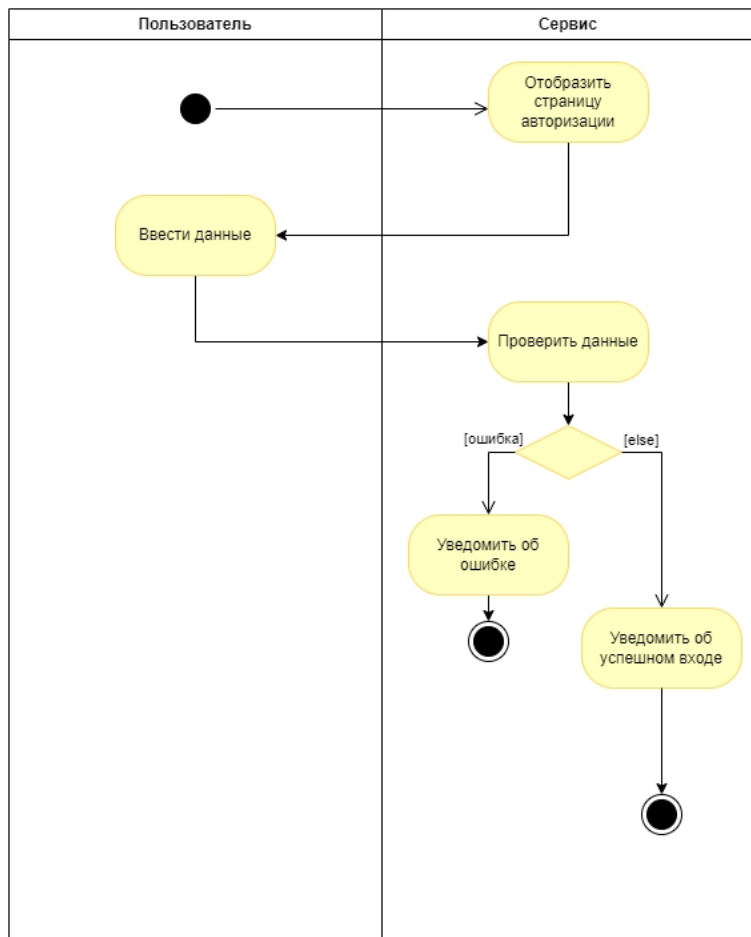 Пользователь
Сервис
Отобразить
страницу
авторизации
Ввести данные
Проверить данные
[ошибка]
[else]
Уведомить об
ошибке
Уведомить об
успешном входе